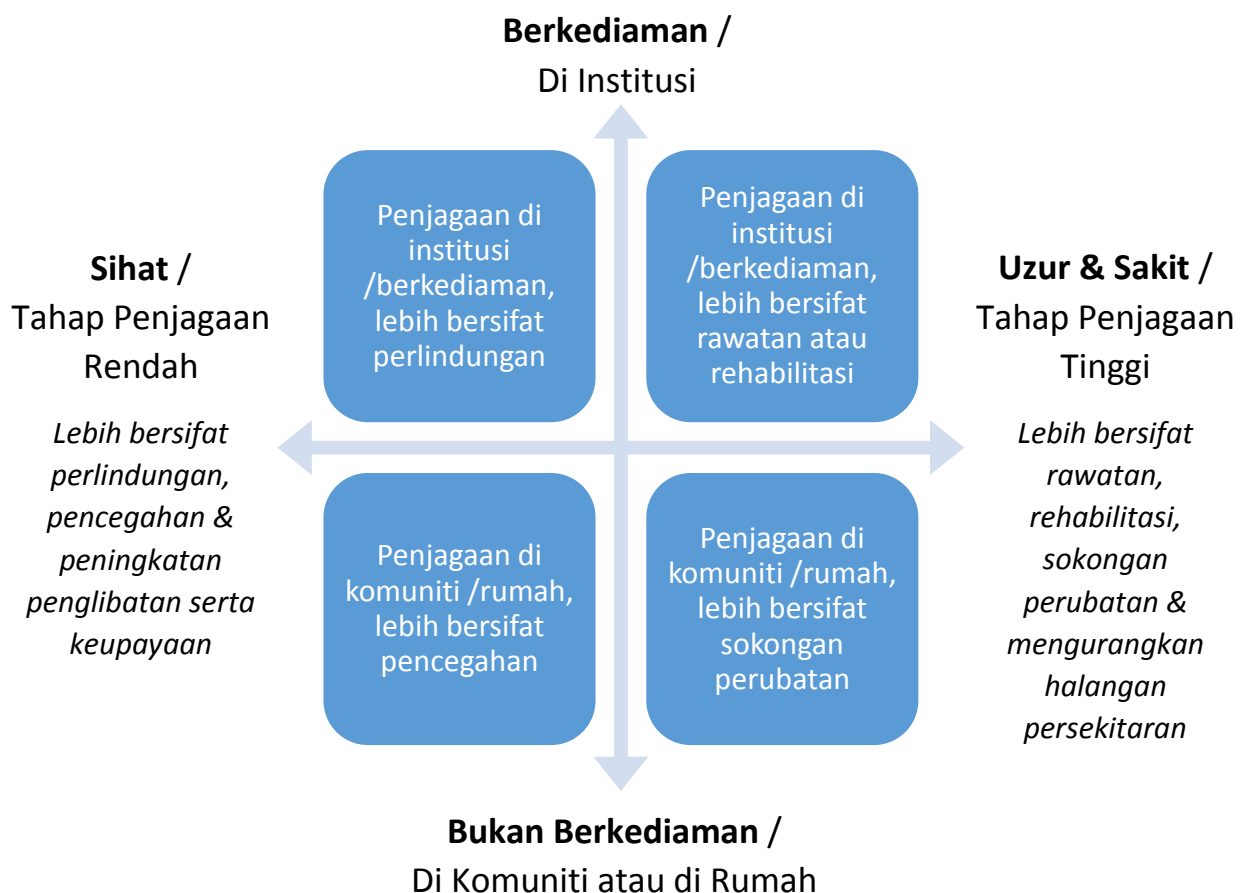 Berkediaman /
Di Institusi
Penjagaan di
institusi
/berkediaman,
lebih bersifat
perlindungan
Penjagaan di
institusi
/berkediaman,
lebih bersifat
rawatan atau
rehabilitasi
Sihat /
Tahap Penjagaan
Rendah
Lebih bersifat
perlindungan,
pencegahan &
peningkatan
penglibatan serta
keupayaan
Uzur & Sakit /
Tahap Penjagaan
Tinggi
Lebih bersifat
rawatan,
rehabilitasi,
sokongan
perubatan &
mengurangkan
halangan
persekitaran
Penjagaan di
komuniti /rumah,
lebih bersifat
pencegahan
Penjagaan di
komuniti /rumah,
lebih bersifat
sokongan
perubatan
Bukan Berkediaman /
Di Komuniti atau di Rumah